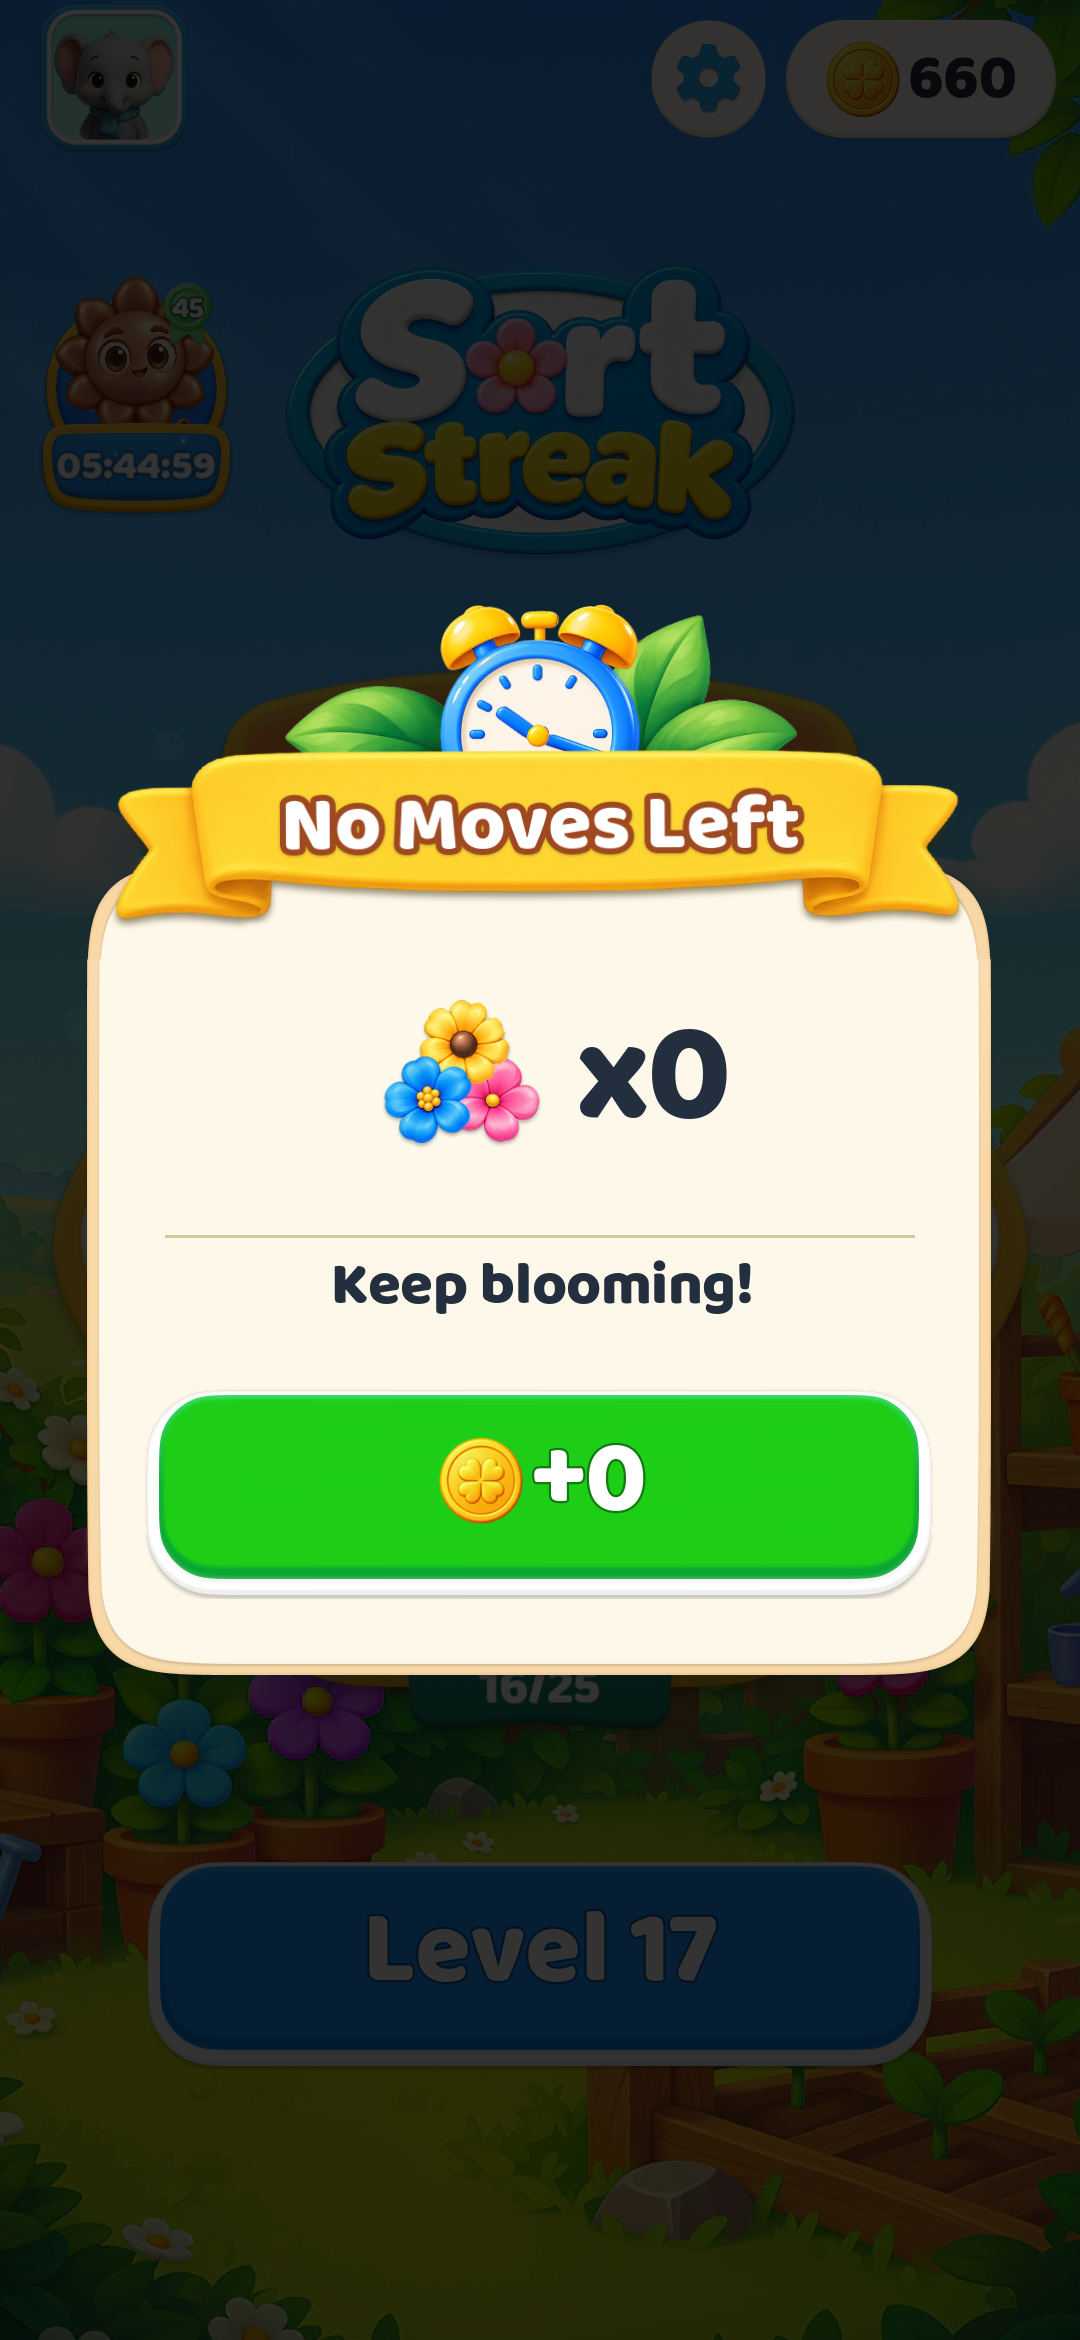 660
45
05:44:59
Sort
Streak
No Moves Left
x0
Keep blooming!
+0
16/25
Level 17